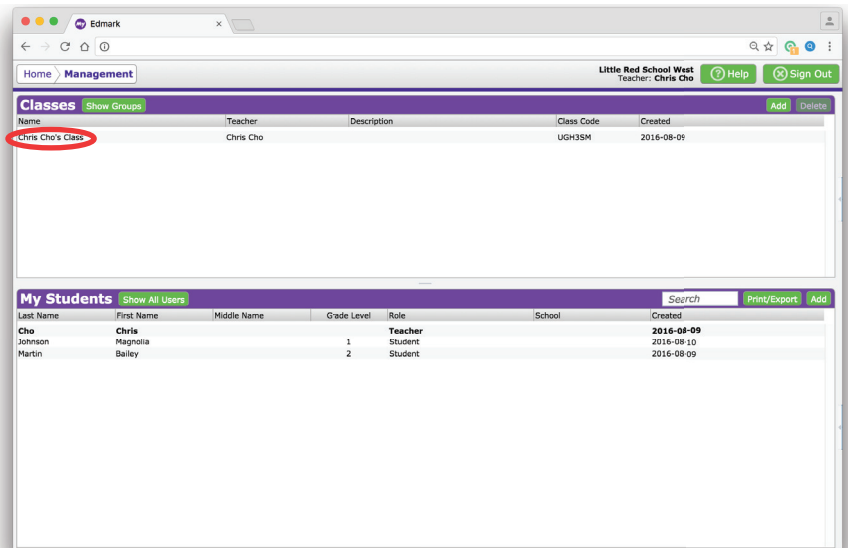 My Edmark ×
Home Management Little Red School West Teacher: Chris Cho ? Help Sign Out
Classes Show Groups Add Delete
Name Teacher Description Class Code Created
Chris Cho's Class Chris Cho UGH3SM 2016-08-09
My Students Show All Users Search Print/Export Add
Last Name First Name Middle Name Grade Level Role School Created
Cho Chris Teacher 2016-08-09
Johnson Magnolia 1 Student 2016-08-10
Martin Bailey 2 Student 2016-08-09